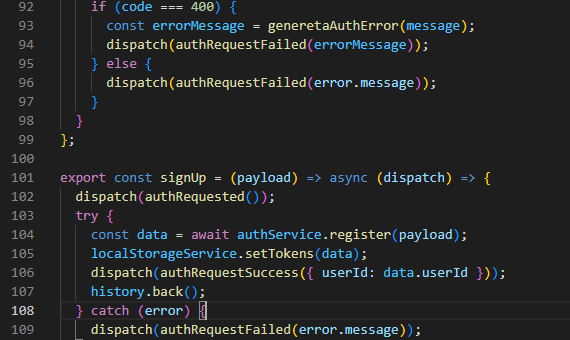 92 if (code === 400) {
93 const errorMessage = generetaAuthError(message);
94 dispatch(authRequestFailed(errorMessage));
95 } else {
96 dispatch(authRequestFailed(error.message));
97 }
98 }
99 };
100
101 export const signUp = (payload) => async (dispatch) => {
102 dispatch(authRequested());
103 try {
104 const data = await authService.register(payload);
105 localStorageService.setTokens(data);
106 dispatch(authRequestSuccess({ userId: data.userId }));
107 history.back();
108 } catch (error) {
109 dispatch(authRequestFailed(error.message));